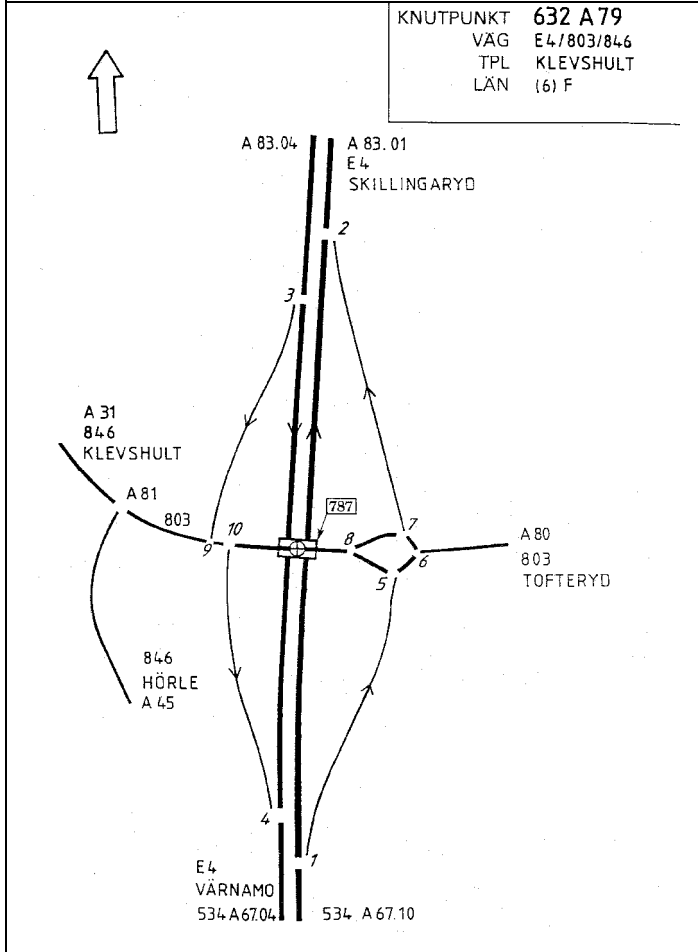 KNUTPUNKT 632 A79
VÄG E4/803/846
TPL KLEVSHULT
LÄN (6) F
A 83.04
A 83.01
E4
SKILLINGARYD
2
3
A 31
846
KLEVSHULT
A 81
803
9
10
787
8
7
6
5
A 80
803
TOFTERYD
846
HÖRLE
A 45
4
1
E4
VÄRNAMO
534 A67.04
534 A67.10